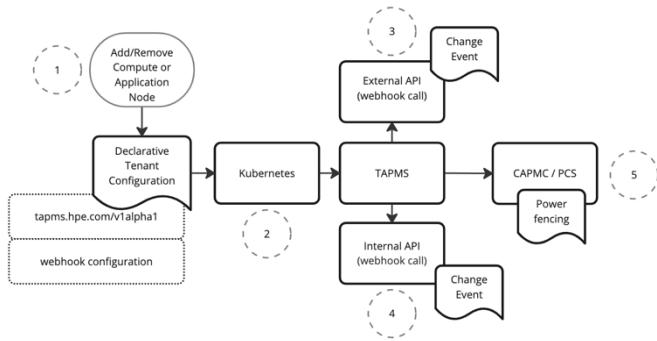 1
Add/Remove
Compute or
Application
Node
Declarative
Tenant
Configuration
tapms.hpe.com/v1alpha1
webhook configuration
Kubernetes
2
TAPMS
3
External API
(webhook call)
Change
Event
Internal API
(webhook call)
Change
Event
4
CAPMC / PCS
Power
fencing
5